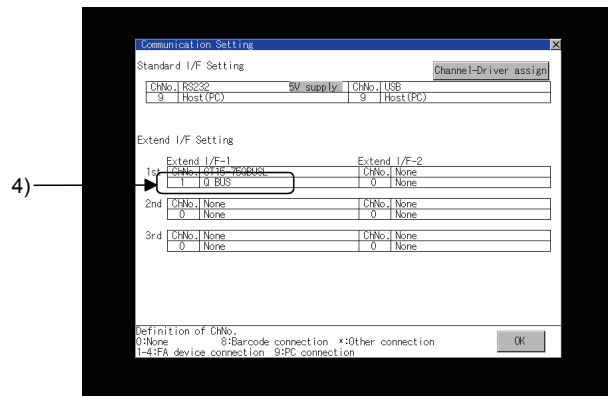 Communication Setting
Standard I/F Setting
Channel-Driver assign
ChNo. RS232 5V supply ChNo. USB
9 Host(PC) 9 Host(PC)
Extend I/F Setting
Extend I/F-1 Extend I/F-2
1st ChNo. GT15-75QBUSL ChNo. None
4) 1 Q BUS 0 None
2nd ChNo. None ChNo. None
0 None 0 None
3rd ChNo. None ChNo. None
0 None 0 None
Definition of ChNo.
0:None 8:Barcode connection *:Other connection
1-4:FA device connection 9:PC connection
OK